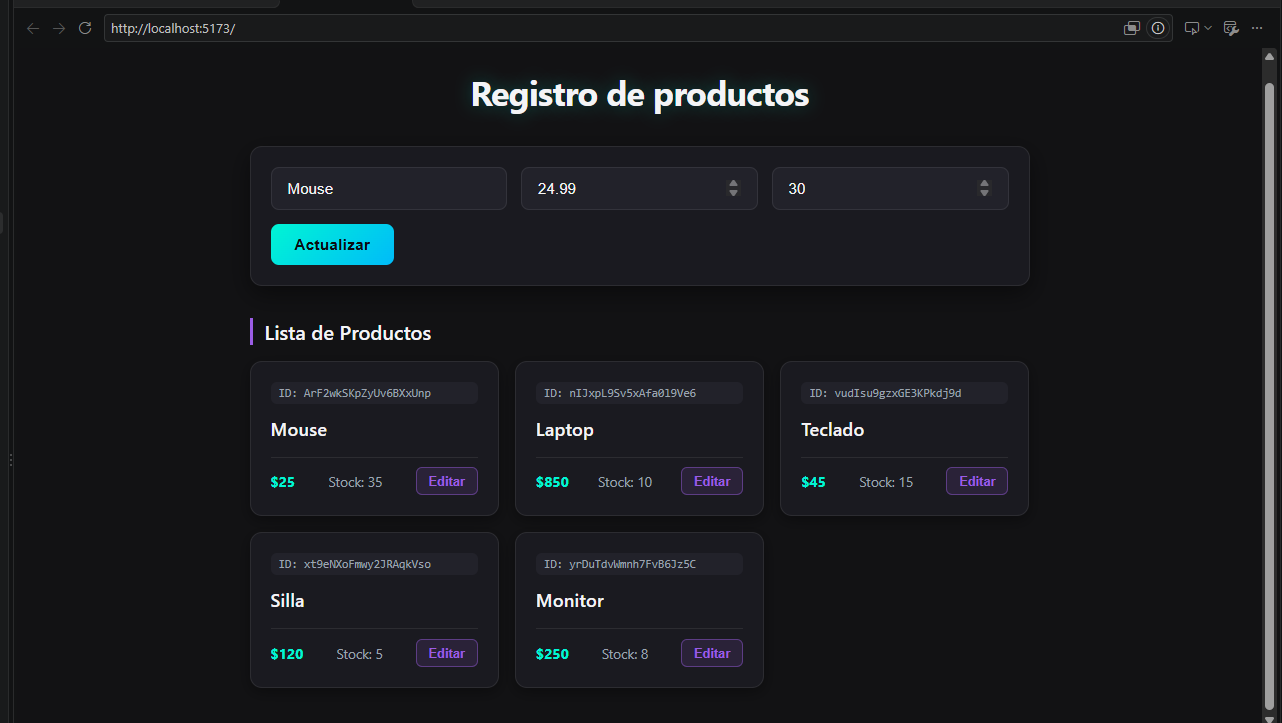 http://localhost:5173/
Registro de productos
Mouse 24.99 30
Actualizar
Lista de Productos
ID: ArF2wkSKpZyUv6BXxUnp
Mouse
$25 Stock: 35 Editar
ID: nIJxpL9Sv5xAfa0l9Ve6
Laptop
$850 Stock: 10 Editar
ID: vudIsu9gzxGE3KPkdj9d
Teclado
$45 Stock: 15 Editar
ID: xt9eNXoFmwy2JRAqkVso
Silla
$120 Stock: 5 Editar
ID: yrDuTdvWmnh7FvB6Jz5C
Monitor
$250 Stock: 8 Editar